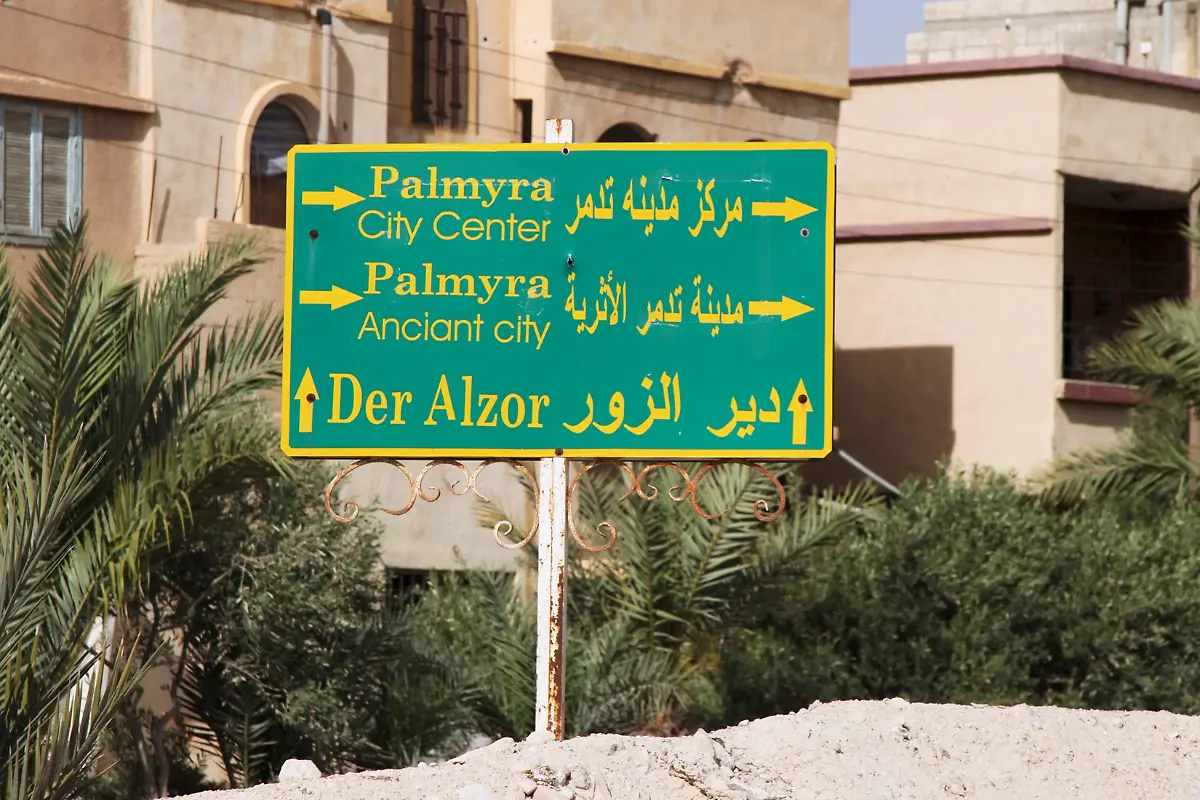 Palmyra مركز مدينه تدمر
City Center
Palmyra مدينة تدمر الأثرية
Anciant city
Der Alzor دير الزور